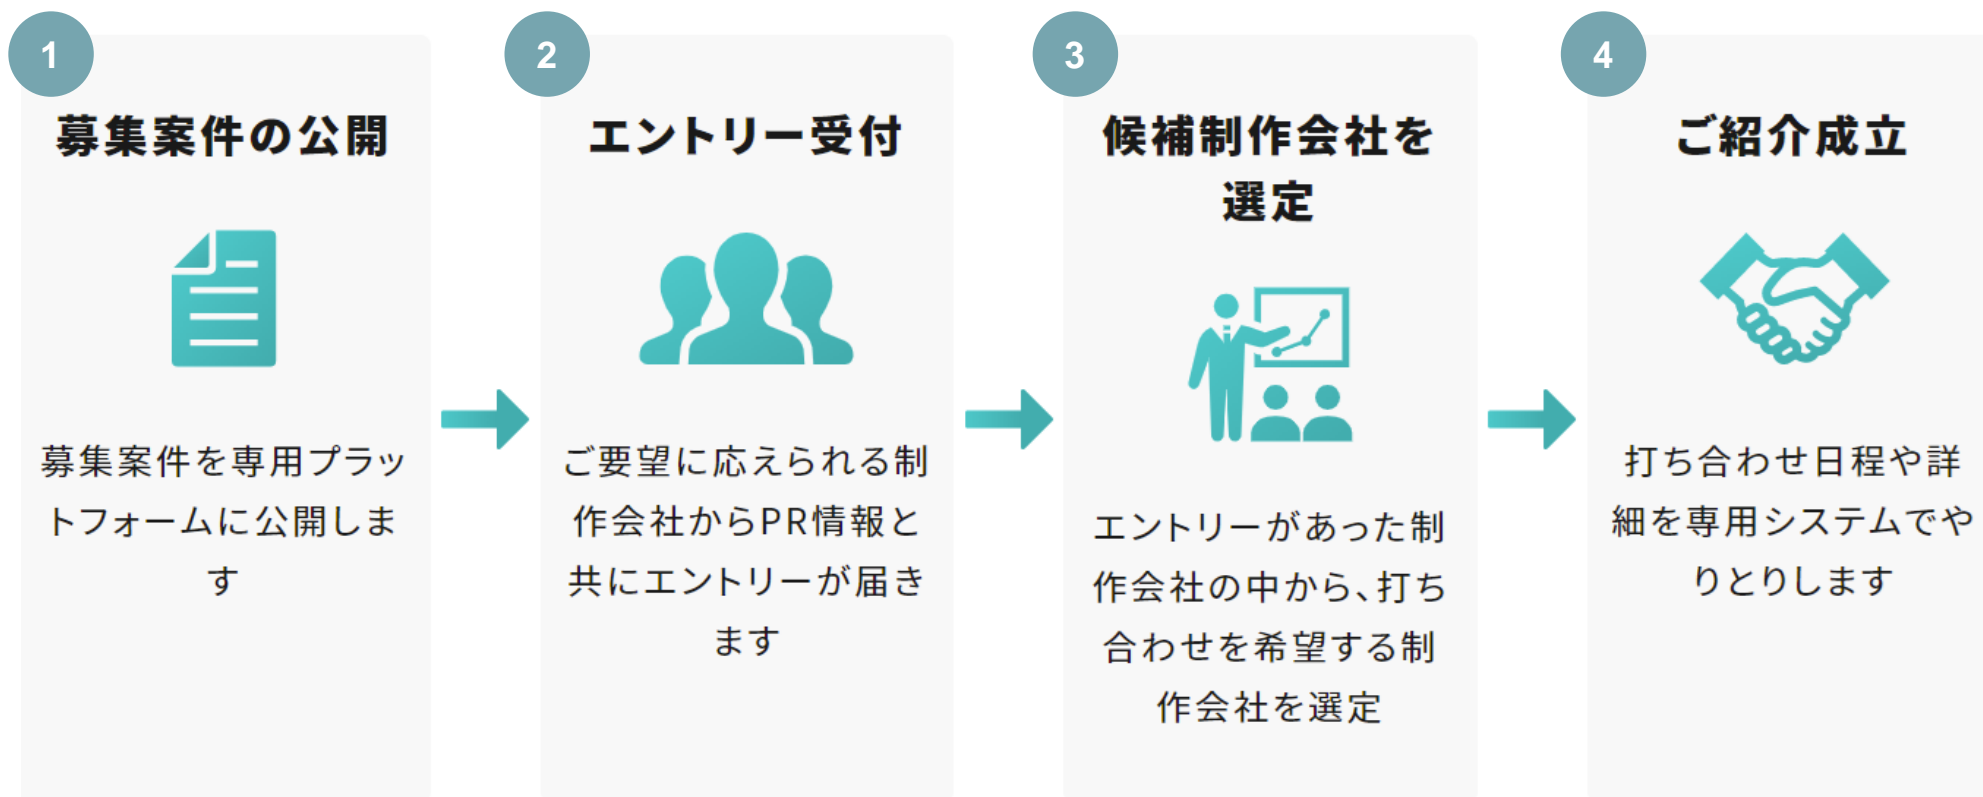 1
募集案件の公開
募集案件を専用プラッ
トフォームに公開しま
す
2
エントリー受付
ご要望に応えられる制
作会社からPR情報と
共にエントリーが届き
ます
3
候補制作会社を
選定
エントリーがあった制
作会社の中から、打ち
合わせを希望する制
作会社を選定
4
ご紹介成立
打ち合わせ日程や詳
細を専用システムでや
りとりします